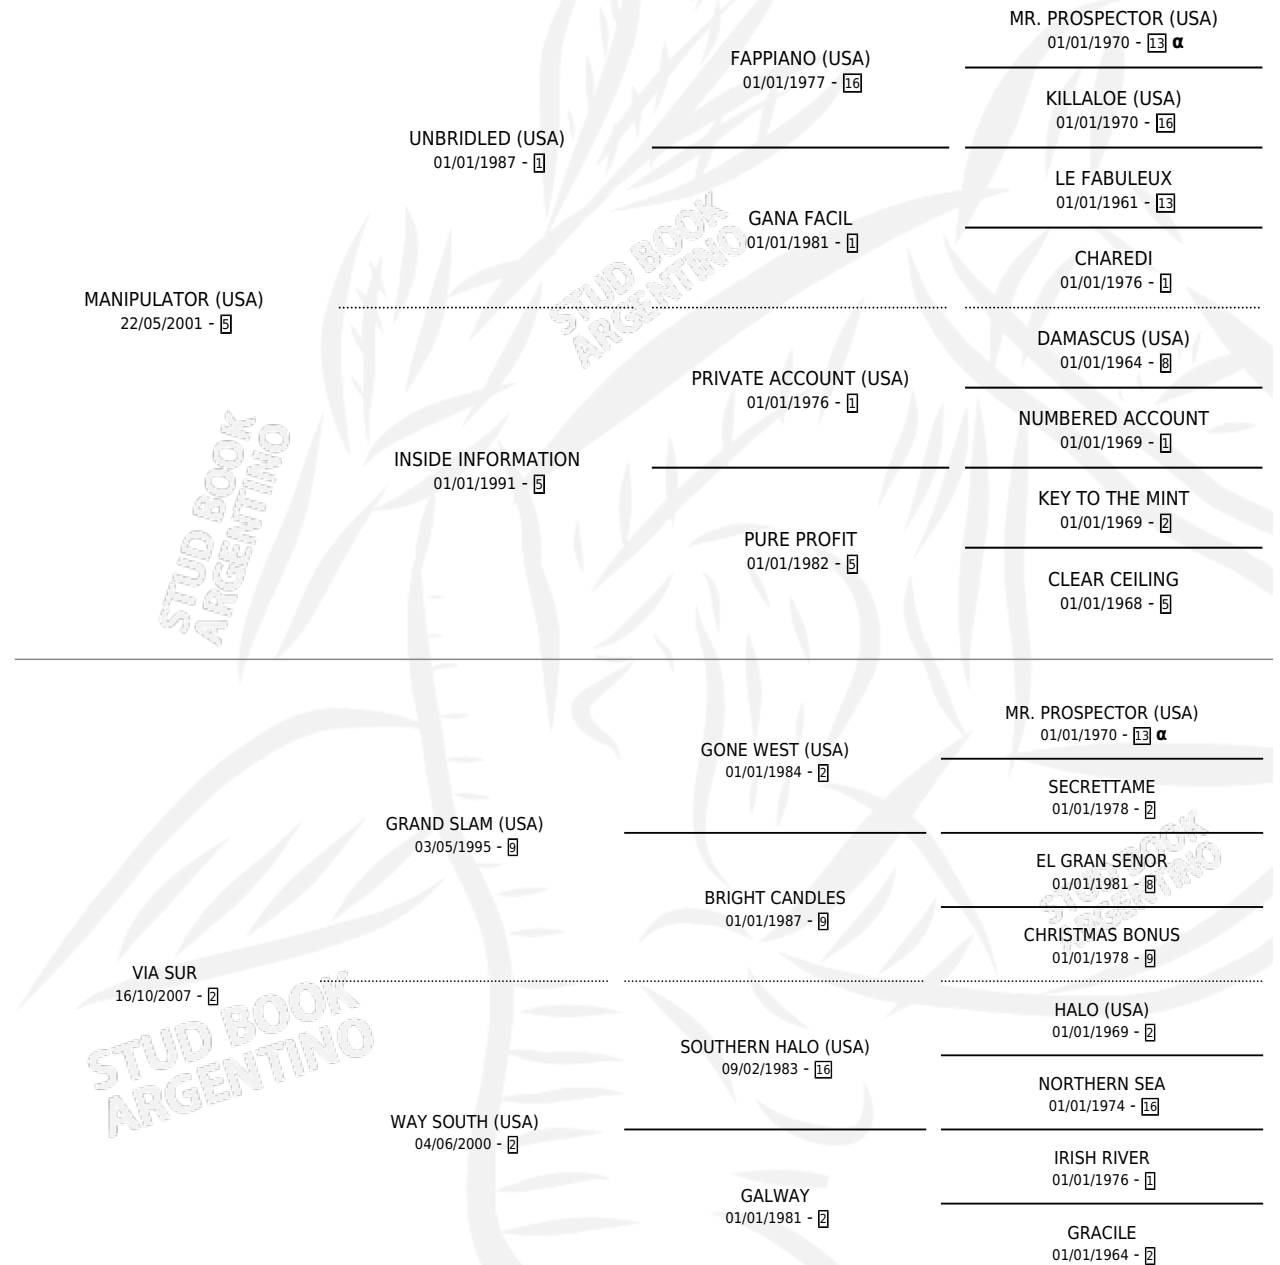 MR. PROSPECTOR (USA)
01/01/1970 - 13 α
FAPPIANO (USA)
01/01/1977 - 16
KILLALOE (USA)
01/01/1970 - 16
UNBRIDLED (USA)
01/01/1987 - 1
LE FABULEUX
01/01/1961 - 13
GANA FACIL
01/01/1981 - 1
CHAREDI
01/01/1976 - 1
MANIPULATOR (USA)
22/05/2001 - 5
DAMASCUS (USA)
01/01/1964 - 8
PRIVATE ACCOUNT (USA)
01/01/1976 - 1
NUMBERED ACCOUNT
01/01/1969 - 1
INSIDE INFORMATION
01/01/1991 - 5
KEY TO THE MINT
01/01/1969 - 2
PURE PROFIT
01/01/1982 - 5
CLEAR CEILING
01/01/1968 - 5
MR. PROSPECTOR (USA)
01/01/1970 - 13 α
GONE WEST (USA)
01/01/1984 - 2
SECRETTAME
01/01/1978 - 2
GRAND SLAM (USA)
03/05/1995 - 9
EL GRAN SENOR
01/01/1981 - 8
BRIGHT CANDLES
01/01/1987 - 9
CHRISTMAS BONUS
01/01/1978 - 9
VIA SUR
16/10/2007 - 2
HALO (USA)
01/01/1969 - 2
SOUTHERN HALO (USA)
09/02/1983 - 16
NORTHERN SEA
01/01/1974 - 16
WAY SOUTH (USA)
04/06/2000 - 2
IRISH RIVER
01/01/1976 - 1
GALWAY
01/01/1981 - 2
GRACILE
01/01/1964 - 2
STUD BOOK
ARGENTINO
STUD BOOK
ARGENTINO
STUD BOOK
ARGENTINO
STUD BOOK
ARGENTINO